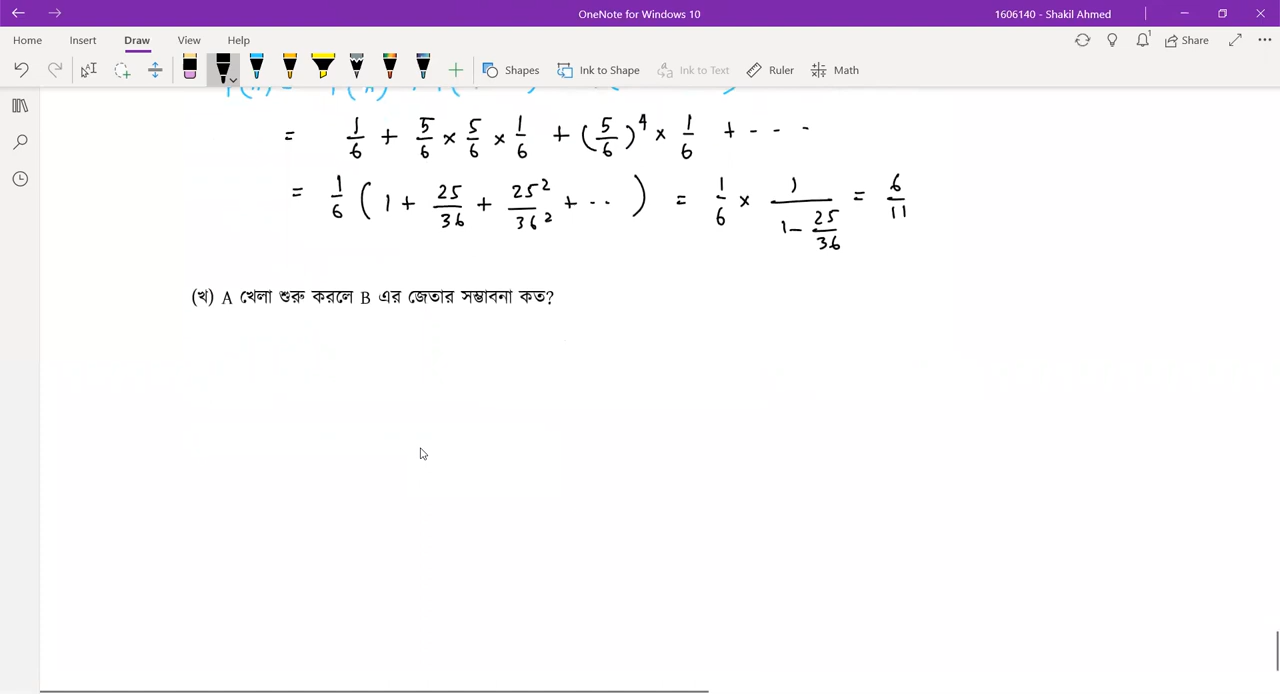 OneNote for Windows 10
1606140 - Shakil Ahmed
Home Insert Draw View Help
Share
Shapes Ink to Shape Ink to Text Ruler Math
= 1/6 + 5/6 × 5/6 × 1/6 + (5/6)^4 × 1/6 + - - -
= 1/6 (1 + 25/36 + 25²/36² + ..) = 1/6 × 1/(1 - 25/36) = 6/11
(খ) A খেলা শুরু করলে B এর জেতার সম্ভাবনা কত?